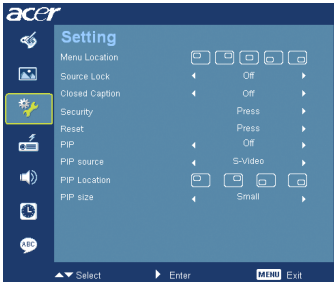 acer
Setting
Menu Location
Source Lock Off
Closed Caption Off
Security Press
Reset Press
PIP Off
PIP source S-Video
PIP Location
PIP size Small
ABC
Select Enter MENU Exit